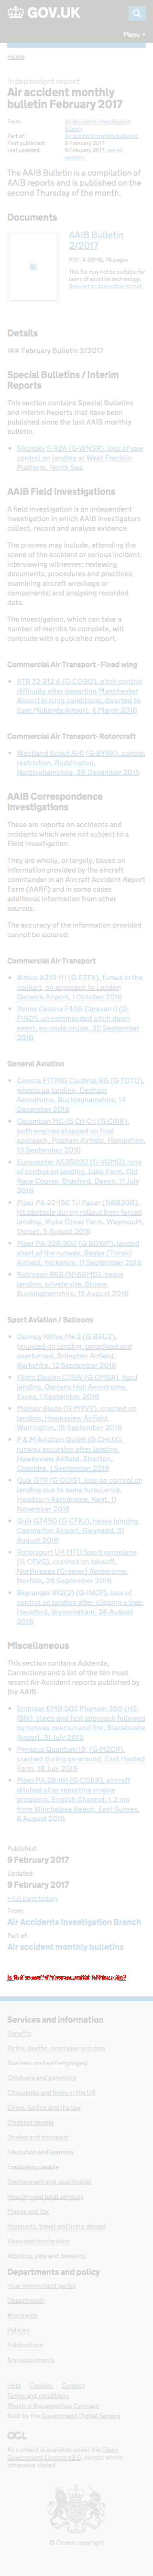 GOV.UK
Menu
Home
Independent report
Air accident monthly
bulletin February 2017
From: Air Accidents Investigation
Branch
Part of: Air accident monthly bulletins
First published: 9 February 2017
Last updated: 9 February 2017, see all
updates
The AAIB Bulletin is a compilation of
AAIB reports and is published on the
second Thursday of the month.
Documents
AAIB Bulletin
2/2017
PDF, 4.55MB, 78 pages
This file may not be suitable for
users of assistive technology.
Request an accessible format.
Details
!## February Bulletin 2/2017
Special Bulletins / Interim
Reports
This section contains Special Bulletins
and Interim Reports that have been
published since the last AAIB monthly
bulletin.
Sikorsky S-92A (G-WNSR), loss of yaw
control on landing at West Franklin
Platform, North Sea
AAIB Field Investigations
A field investigation is an independent
investigation in which AAIB investigators
collect, record and analyse evidence.
The process may include, attending the
scene of the accident or serious incident;
interviewing witnesses,
reviewing documents, procedures and
practices; examining aircraft wreckage or
components; and analysing recorded
data.
The investigation, which can take a
number of months to complete, will
conclude with a published report.
Commercial Air Transport - Fixed wing
ATR 72 212 A (G-COBO), pitch control
difficults after departing Manchester
Airport in icing conditions, diverted to
East Midlands Airport, 4 March 2016
Commercial Air Transport- Rotorcraft
Westland Scout AH1 (G-BYRX), control
restriction, Ruddington,
Nottinghamshire, 29 December 2015
AAIB Correspondence
Investigations
These are reports on accidents and
incidents which were not subject to a
Field Investigation.
They are wholly, or largely, based on
information provided by the aircraft
commander in an Aircraft Accident Report
Form (AARF) and in some cases
additional information from other
sources.
The accuracy of the information provided
cannot be assured.
Commercial Air Transport
Airbus A319-111 (G-EZFX), fumes in the
cockpit, on approach to London
Gatwick Airport, 1 October 2016
Reims Cessna F406 Caravan II (G-
FIND), un-commanded pitch down
event, en-route cruise, 25 September
2016
General Aviation
Cessna F177RG Cardinal RG (G-TOTO),
wheels up landing, Denham
Aerodrome, Buckinghamshire, 14
December 2016
Colomban MC-15 Cri-Cri (G-CRIK),
both engines stopped on final
approach, Popham Airfield, Hampshire,
13 September 2016
Eurocopter AS350B2 (G-VGMG), loss
of control on landing, Lake Farm, Old
Race Course, Bideford, Devon, 11 July
2016
Piper PA-22-150 Tri-Pacer (N6830B),
hit obstacle during rollout from forced
landing, Wyke Oliver Farm, Weymouth,
Dorset, 5 August 2016
Piper PA-32R-300 (G-BDWP), landed
short of the runway, Bagby (Thirsk)
Airfield, Yorkshire, 11 September 2016
Robinson R66 (N166MG), heavy
landing, private site, Stowe,
Buckinghamshire, 15 August 2016
Sport Aviation / Balloons
Denney Kitfox Mk 2 (G-BSUZ),
bounced on landing, porpoised and
overturned, Brimpton Airfield,
Berkshire, 12 September 2016
Flight Design CTSW (G-OMSA), hard
landing, Damyns Hall Aerodrome,
Essex, 1 September 2016
Mainair Blade (G-MYVY), crashed on
landing, Hawksview Airfield,
Warrington, 18 September 2016
P & M Aviation QuikR (G-CHJX),
runway excursion after landing,
Hawksview Airfield, Stretton,
Cheshire, 1 September 2016
Quik GTR (G-CIDG), loss on control on
landing due to wake turbulence,
Headcorn Aerodrome, Kent, 11
November 2016
Quik GT450 (G-CFKJ), heavy landing,
Caernarfon Airport, Gwynedd, 31
August 2016
Rotorsport UK MTO Sport gyroplane
(G-CFVG), crashed on takeoff,
Northrepps (Cromer) Aerodrome,
Norfolk, 28 September 2016
Skyranger 912(2) (G-INCE), loss of
control on landing after clipping a tree,
Hackford, Wymondham, 26 August
2016
Miscellaneous
This section contains Addenda,
Corrections and a list of the ten most
recent Aircraft Accident Reports issued by
the AAIB.
Embraer EMB-505 Phenom 300 (HZ-
IBN), steep and fast approach followed
by runway overrun and fire, Blackbushe
Airport, 31 July 2015
Pegasus Quantum 15, (G-MZCR),
crashed during go-around, East Haxted
Farm, 16 July 2016
Piper PA-28-161 (G-CDER), aircraft
ditched after reporting engine
problems, English Channel, 1.2 nm
from Winchelsea Beach, East Sussex,
6 August 2016
Published:
9 February 2017
Updated:
9 February 2017
+ full page history
From:
Air Accidents Investigation Branch
Part of:
Air accident monthly bulletins
Services and information
Benefits
Births, deaths, marriages and care
Business and self-employed
Childcare and parenting
Citizenship and living in the UK
Crime, justice and the law
Disabled people
Driving and transport
Education and learning
Employing people
Environment and countryside
Housing and local services
Money and tax
Passports, travel and living abroad
Visas and immigration
Working, jobs and pensions
Departments and policy
How government works
Departments
Worldwide
Policies
Publications
Announcements
Help Cookies Contact
Terms and conditions
Rhestr o Wasanaethau Cymraeg
Built by the Government Digital Service
OGL
All content is available under the Open
Government Licence v3.0, except where
otherwise stated
© Crown copyright